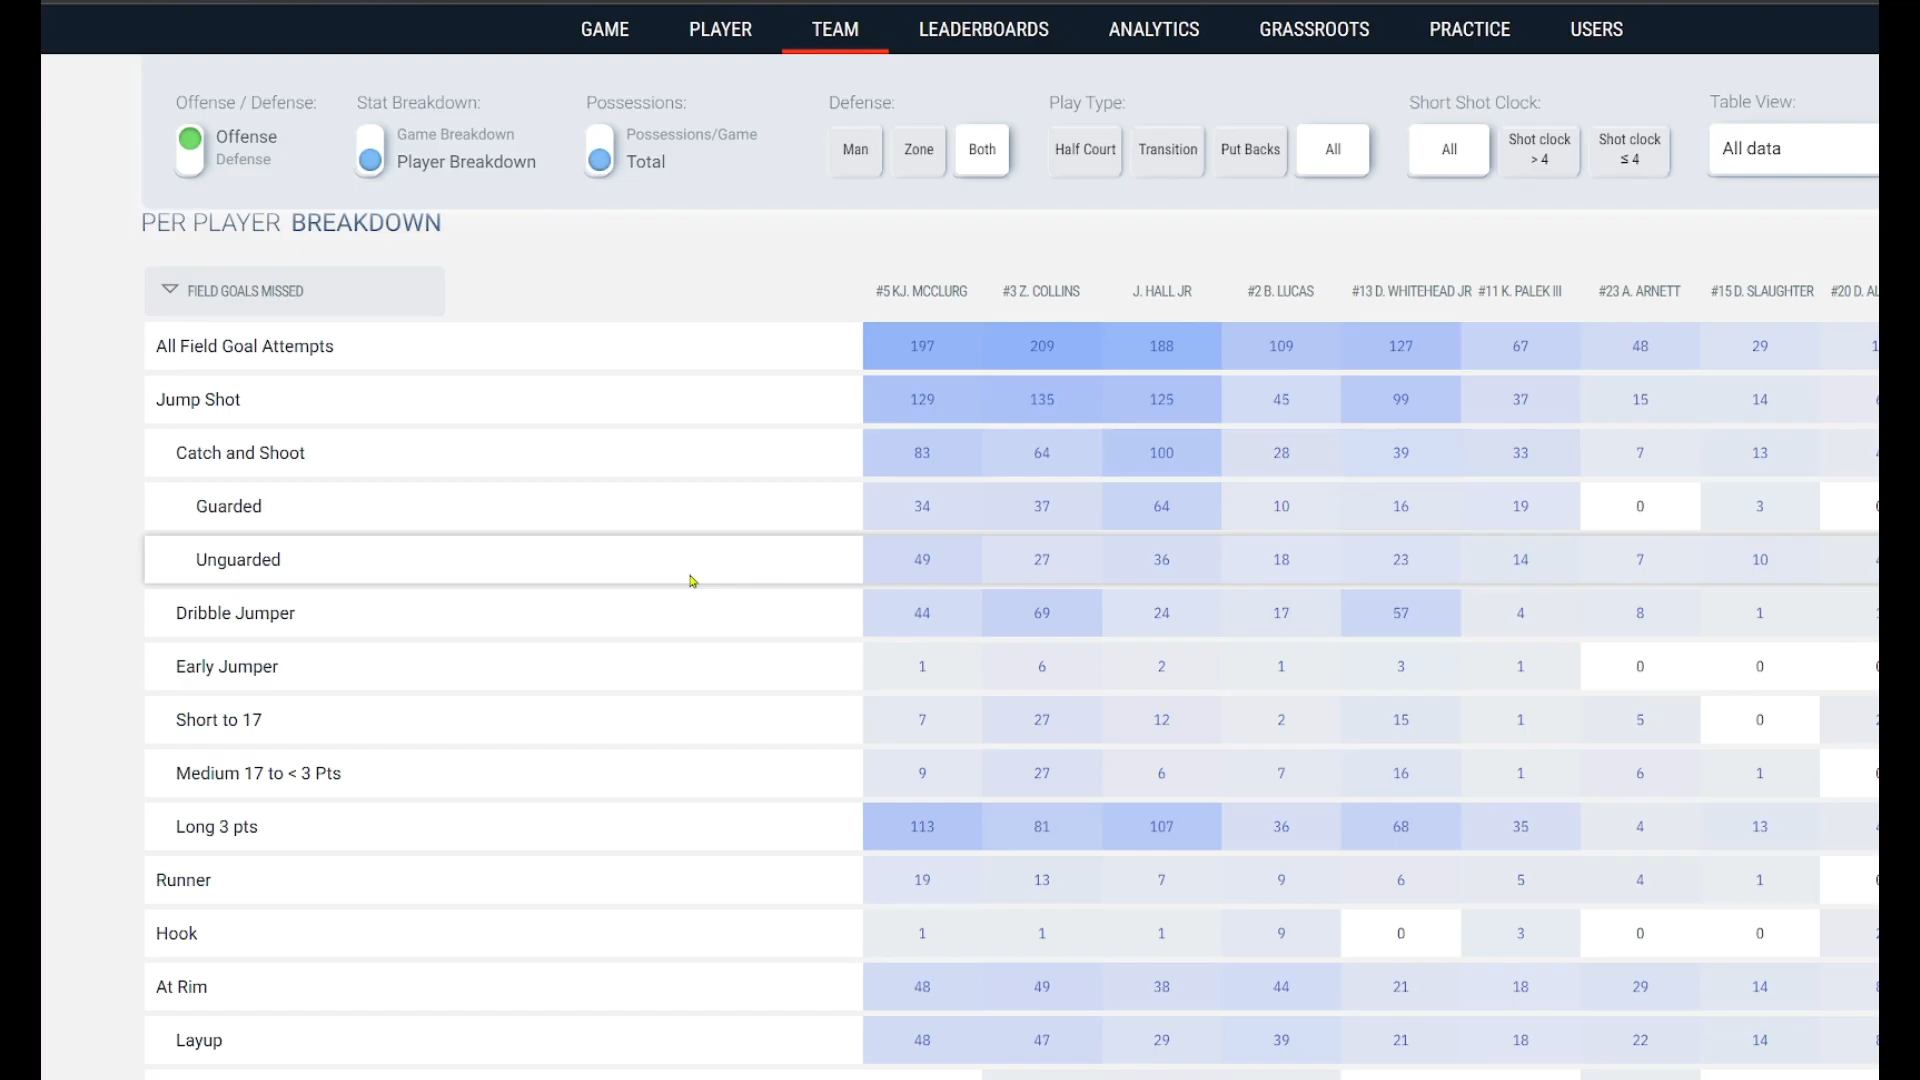 GAME PLAYER TEAM LEADERBOARDS ANALYTICS GRASSROOTS PRACTICE USERS
Offense / Defense: Stat Breakdown: Possessions: Defense: Play Type: Short Shot Clock: Table View:
Offense Game Breakdown Possessions/Game Man Zone Both Half Court Transition Put Backs All All Shot clock > 4 Shot clock ≤ 4 All data
Defense Player Breakdown Total
PER PLAYER BREAKDOWN
FIELD GOALS MISSED #5 KJ. MCCLURG #3 Z. COLLINS J. HALL JR #2 B. LUCAS #13 D. WHITEHEAD JR #11 K. PALEK III #23 A. ARNETT #15 D. SLAUGHTER #20 D.
All Field Goal Attempts 197 209 188 109 127 67 48 29
Jump Shot 129 135 125 45 99 37 15 14
Catch and Shoot 83 64 100 28 39 33 7 13
Guarded 34 37 64 10 16 19 0 3
Unguarded 49 27 36 18 23 14 7 10
Dribble Jumper 44 69 24 17 57 4 8 1
Early Jumper 1 6 2 1 3 1 0 0
Short to 17 7 27 12 2 15 1 5 0
Medium 17 to < 3 Pts 9 27 6 7 16 1 6 1
Long 3 pts 113 81 107 36 68 35 4 13
Runner 19 13 7 9 6 5 4 1
Hook 1 1 1 9 0 3 0 0
At Rim 48 49 38 44 21 18 29 14
Layup 48 47 29 39 21 18 22 14